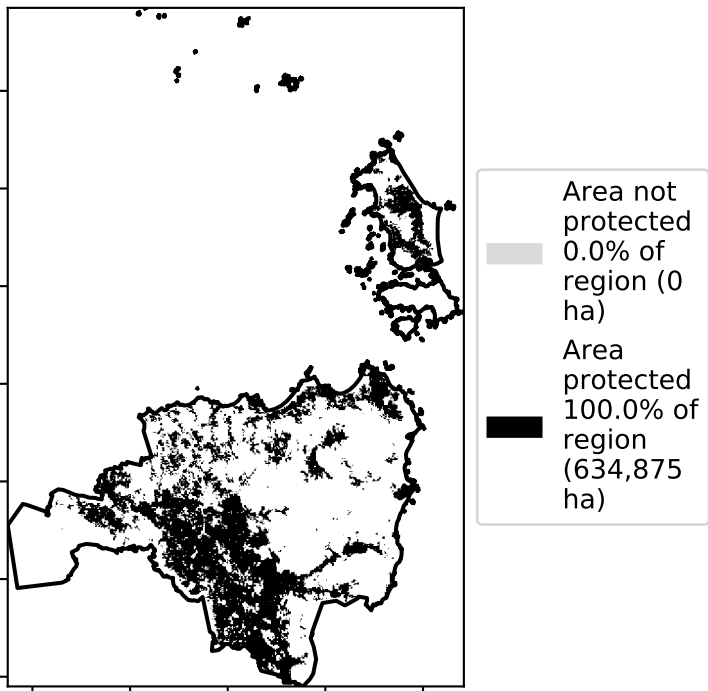 Area not
protected
0.0% of
region (0
ha)
Area
protected
100.0% of
region
(634,875
ha)